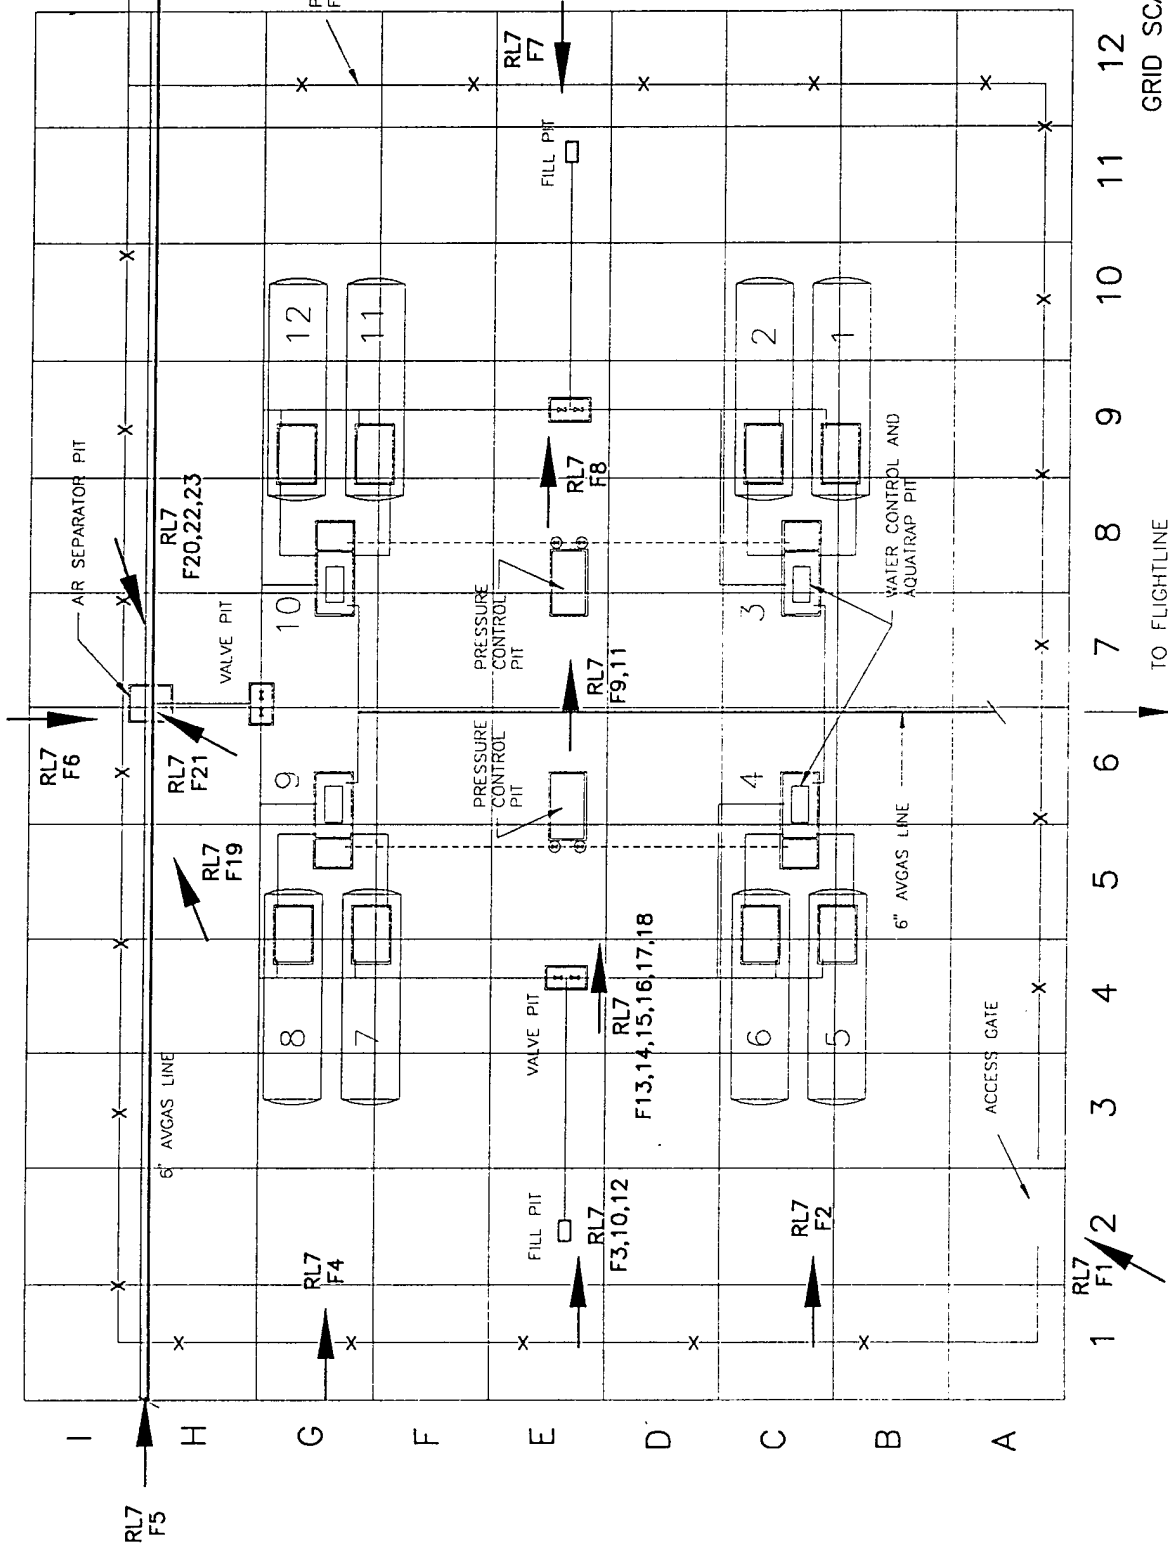 I
H
G
F
E
D
C
B
A
1
2
3
4
5
6
7
8
9
10
11
12
GRID SCA
TO FLIGHTLINE
RL7
F5
RL7
F6
AIR SEPARATOR PIT
RL7
F20,22,23
VALVE PIT
RL7
F21
RL7
F19
6" AVGAS LINE
RL7
F4
8
7
9
10
12
11
RL7
F7
FILL PIT
RL7
F8
PRESSURE
CONTROL
PIT
PRESSURE
CONTROL
PIT
RL7
F9,11
VALVE PIT
RL7
F13,14,15,16,17,18
FILL PIT
RL7
F3,10,12
RL7
F2
6
5
4
3
2
1
WATER CONTROL AND
AQUATRAP PIT
6" AVGAS LINE
ACCESS GATE
RL7
F1